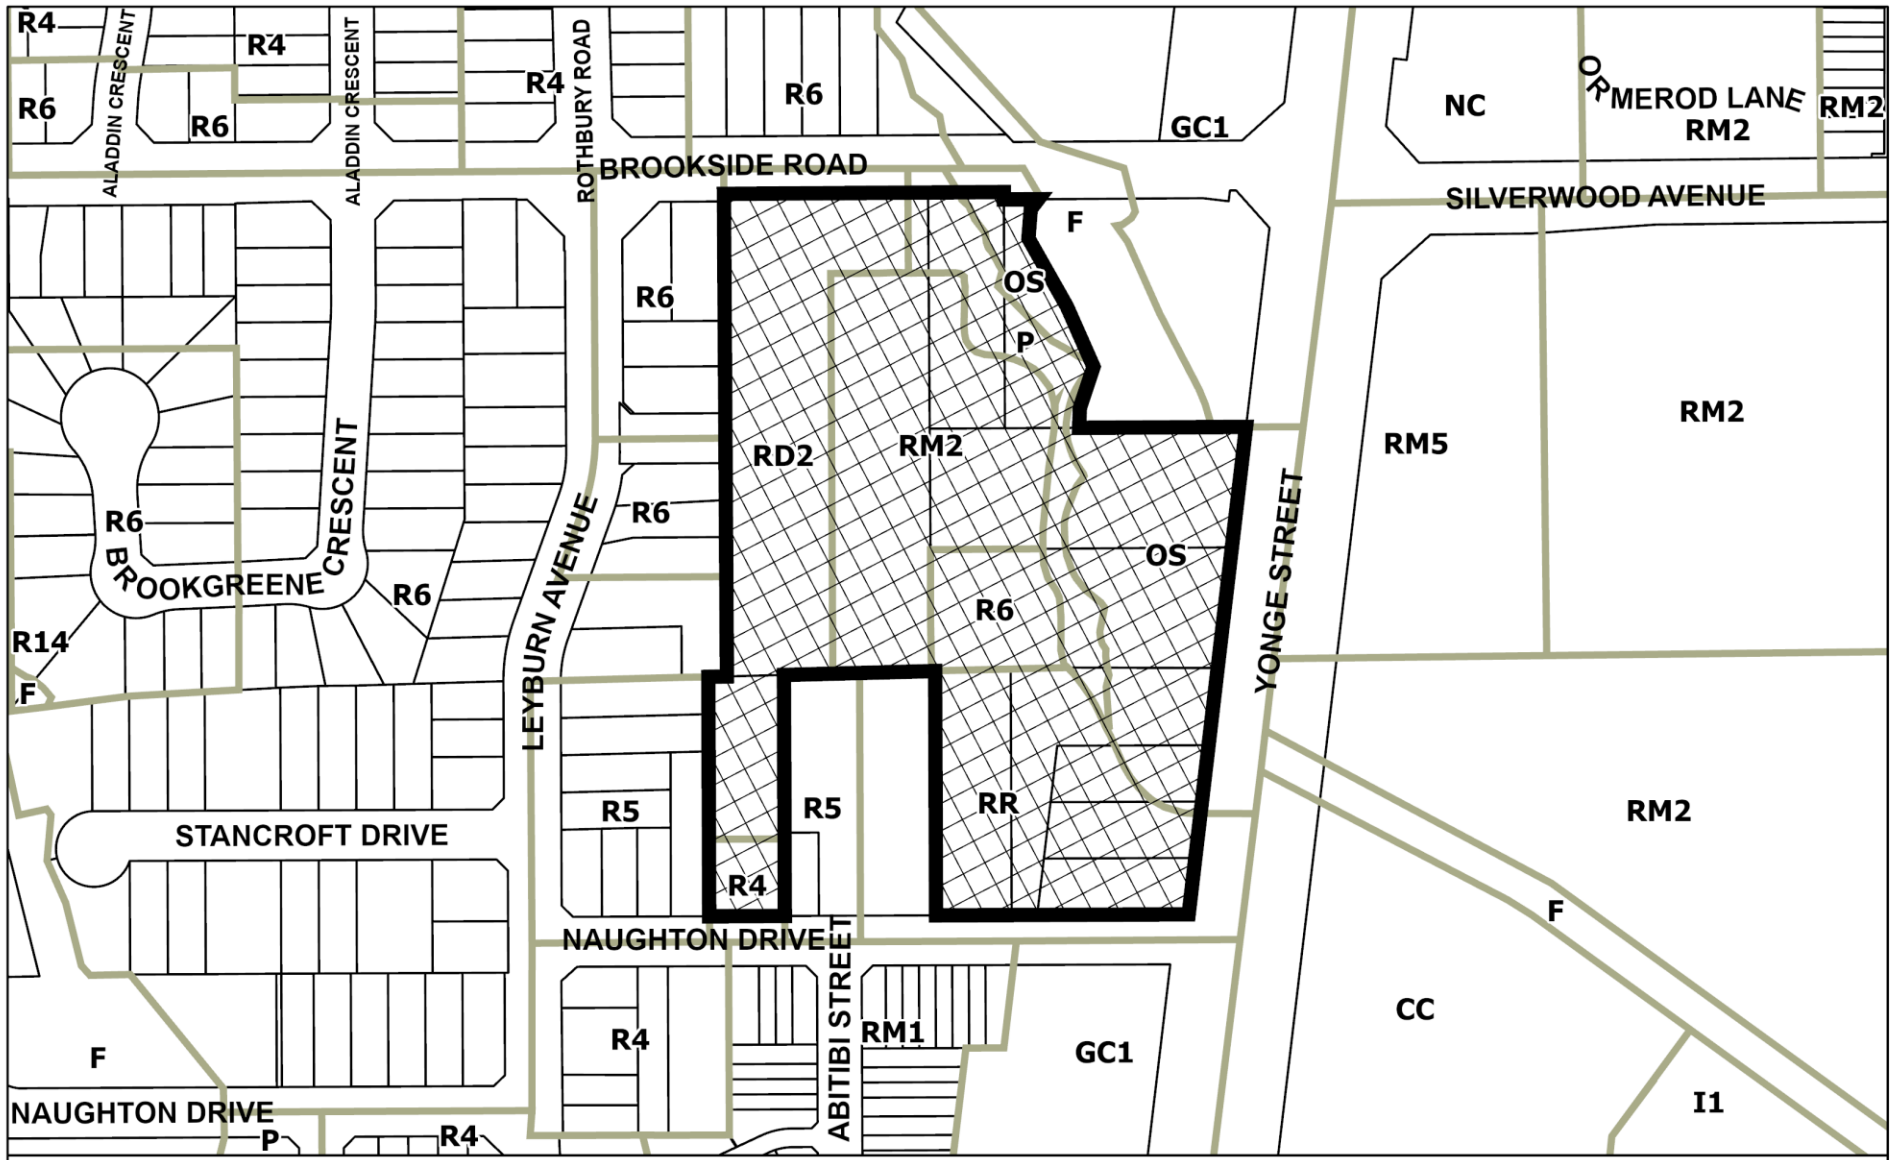 R4
ALADDIN CRESCENT
R4
ALADDIN CRESCENT
R4
ROTHBURY ROAD
R6
R6
R6
GC1
NC
ORMEROD LANE
RM2
RM2
BROOKSIDE ROAD
SILVERWOOD AVENUE
F
OS
R6
P
RM2
RM5
RD2
RM2
R6
R6
BROOKGREENE CRESCENT
OS
R6
R6
LEYBURN AVENUE
YONGE STREET
R14
F
R5
R5
RR
RM2
STANCROFT DRIVE
R4
F
NAUGHTON DRIVE
ABITIBI STREET
CC
R4
RM1
GC1
F
I1
NAUGHTON DRIVE
P
R4